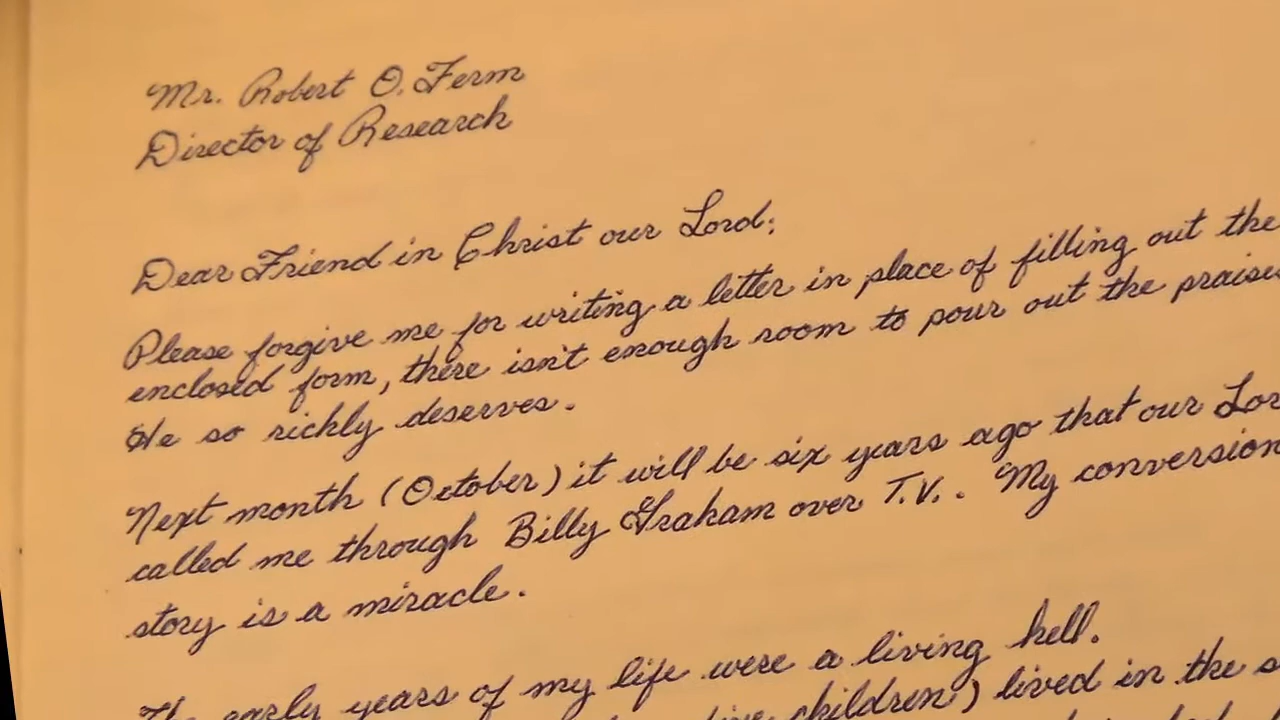 Mr. Robert O. Ferm
Director of Research
Dear Friend in Christ our Lord:
Please forgive me for writing a letter in place of filling out the
enclosed form, there isn't enough room to pour out the praises
He so richly deserves.
Next month (October) it will be six years ago that our Lor
called me through Billy Graham over T.V.. My conversion
story is a miracle.
The early years of my life were a living hell.
children) lived in the s